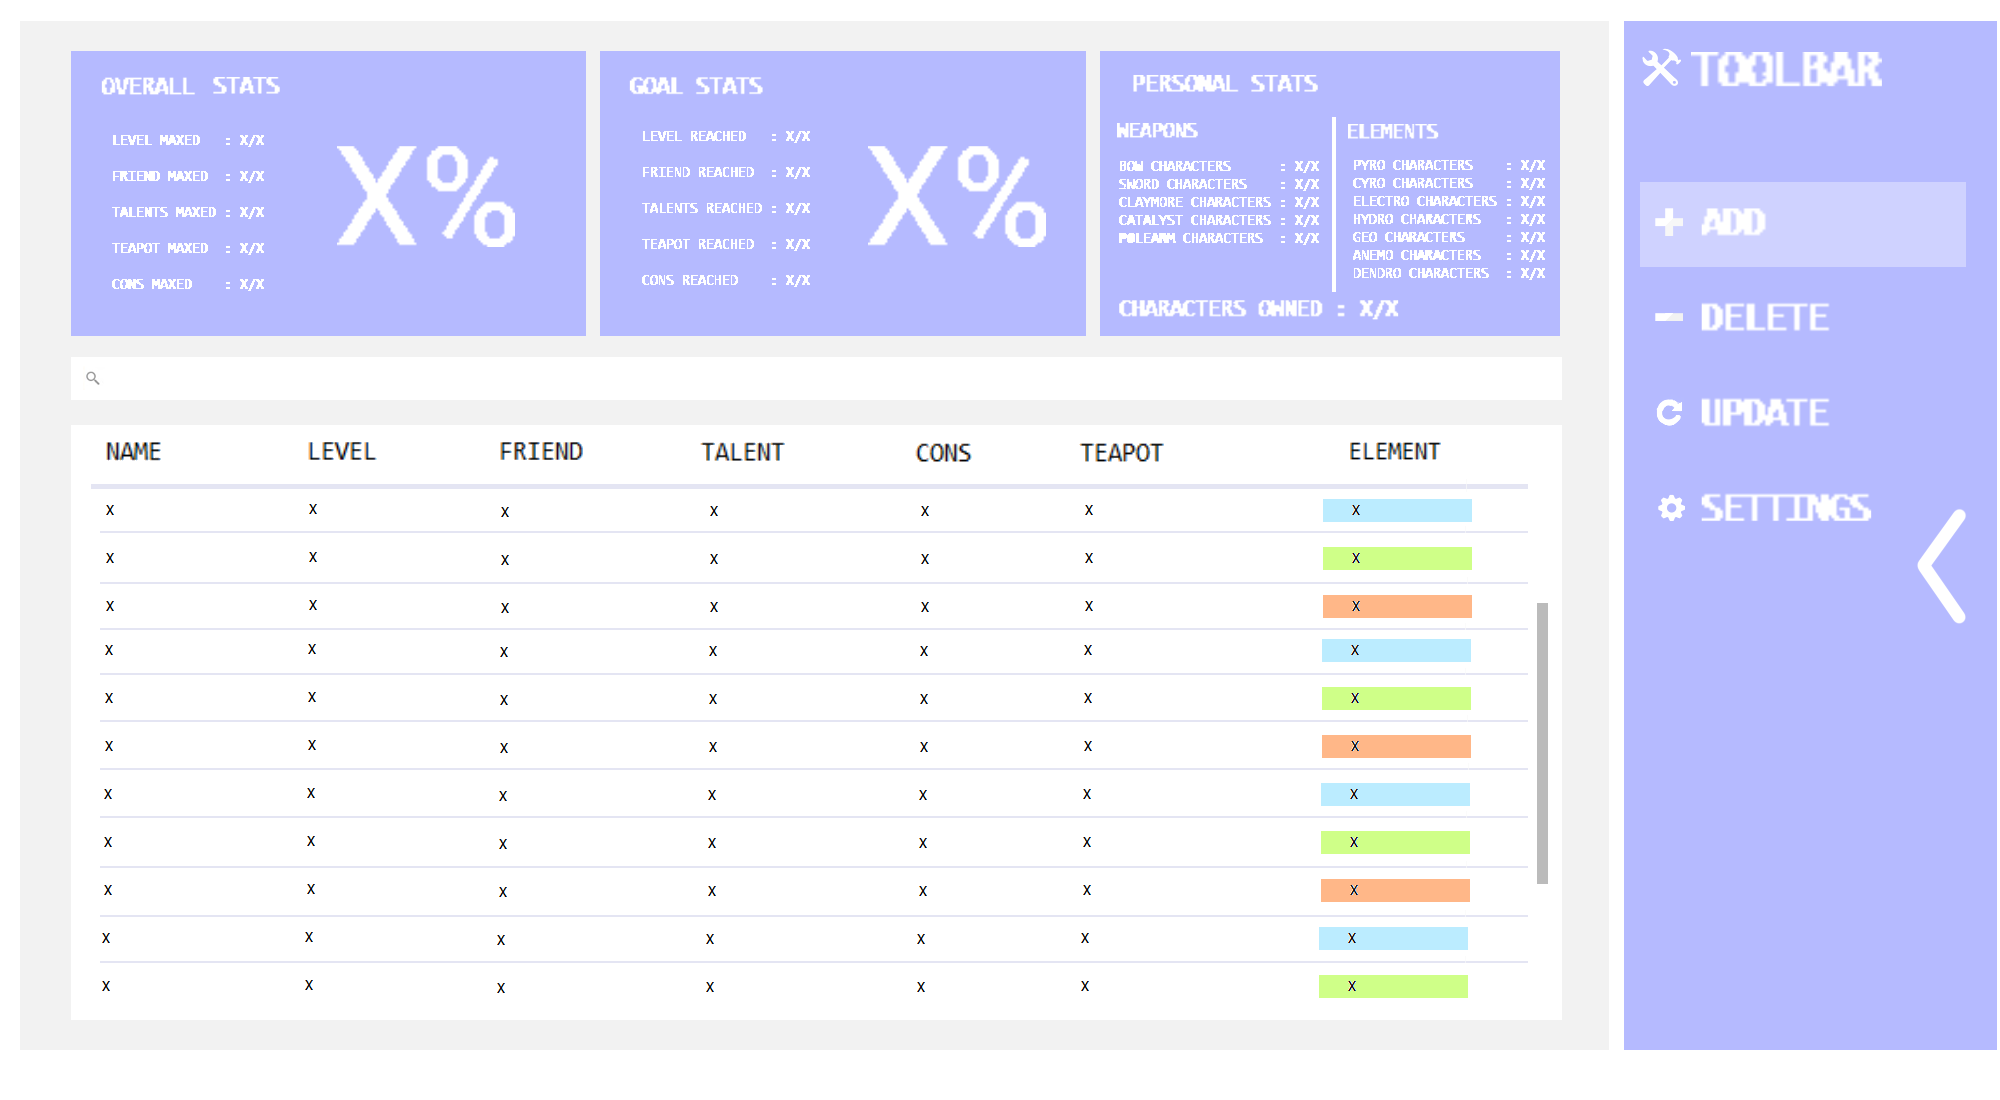 OVERALL STATS
LEVEL MAXED : X/X
FRIEND MAXED : X/X
TALENTS MAXED : X/X
TEAPOT MAXED : X/X
CONS MAXED : X/X
X%
GOAL STATS
LEVEL REACHED : X/X
FRIEND REACHED : X/X
TALENTS REACHED : X/X
TEAPOT REACHED : X/X
CONS REACHED : X/X
X%
PERSONAL STATS
WEAPONS
BOW CHARACTERS : X/X
SWORD CHARACTERS : X/X
CLAYMORE CHARACTERS : X/X
CATALYST CHARACTERS : X/X
POLEARM CHARACTERS : X/X
ELEMENTS
PYRO CHARACTERS : X/X
CYRO CHARACTERS : X/X
ELECTRO CHARACTERS : X/X
HYDRO CHARACTERS : X/X
GEO CHARACTERS : X/X
ANEMO CHARACTERS : X/X
DENDRO CHARACTERS : X/X
CHARACTERS OWNED : X/X
NAME LEVEL FRIEND TALENT CONS TEAPOT ELEMENT
X X X X X X X
X X X X X X X
X X X X X X X
X X X X X X X
X X X X X X X
X X X X X X X
X X X X X X X
X X X X X X X
X X X X X X X
X X X X X X X
X X X X X X X
TOOLBAR
ADD
DELETE
UPDATE
SETTINGS